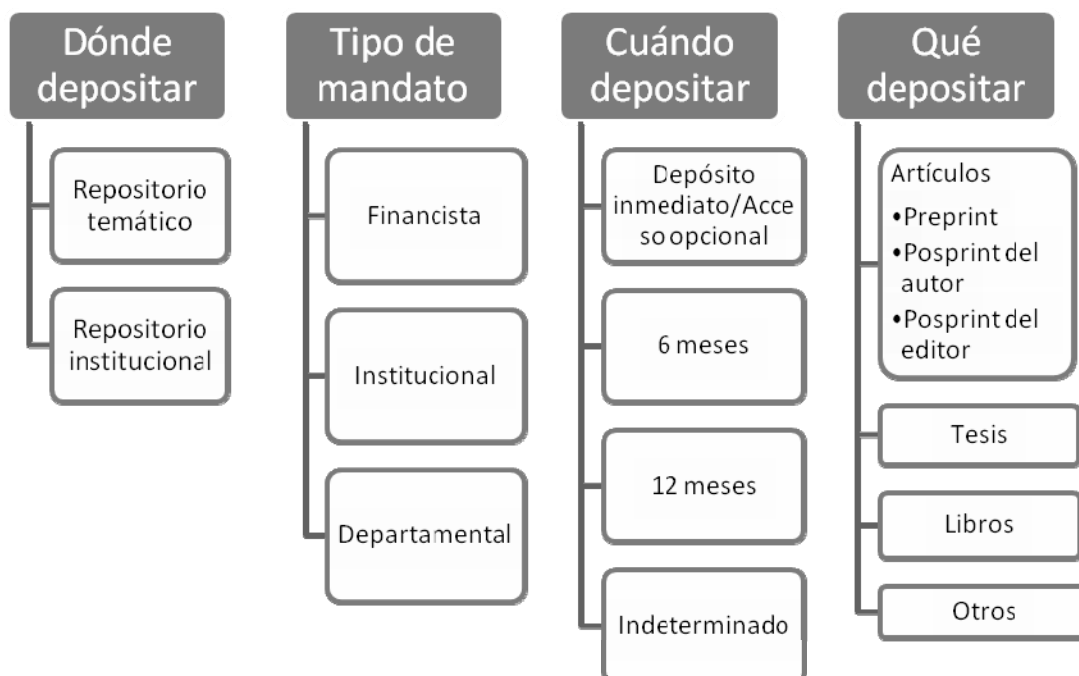 Dónde
depositar
Repositorio
temático
Repositorio
institucional
Tipo de
mandato
Financista
Institucional
Departamental
Cuándo
depositar
Depósito
inmediato/Acce
so opcional
6 meses
12 meses
Indeterminado
Qué
depositar
Artículos
•Preprint
•Posprint del
autor
•Posprint del
editor
Tesis
Libros
Otros